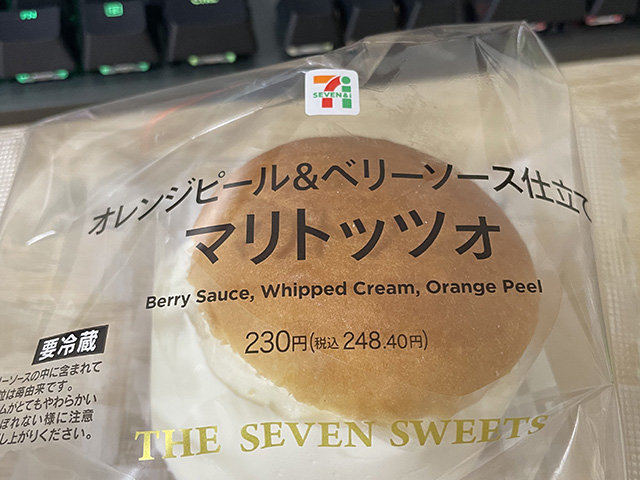 SEVEN&i
オレンジピール&ベリーソース仕立て
マリトッツォ
Berry Sauce, Whipped Cream, Orange Peel
230円(税込 248.40円)
要冷蔵
リーソースの中に含まれて
粒は苺由来です。
ムがとてもやわらかい
ぼれない様に注意
し上がりください。
THE SEVEN SWEETS